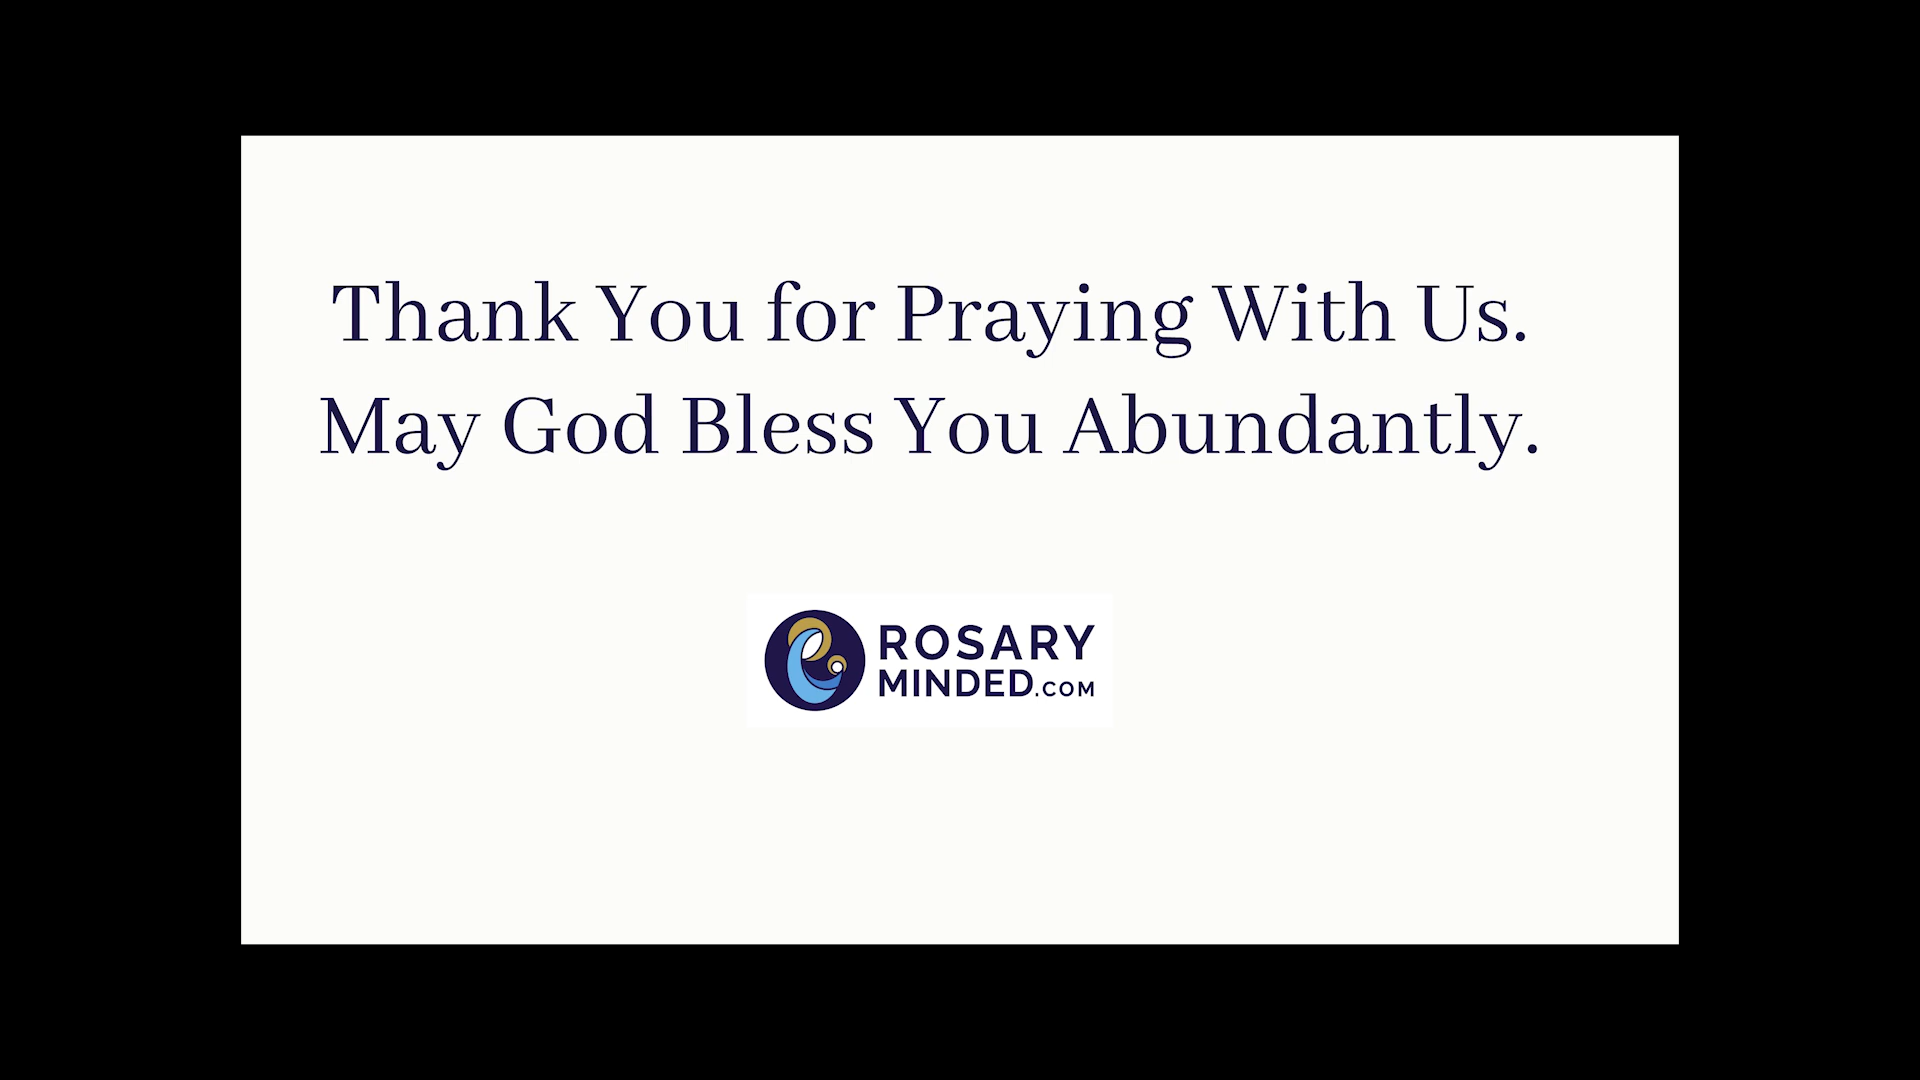 Thank You for Praying With Us.
May God Bless You Abundantly.
ROSARY
MINDED.COM